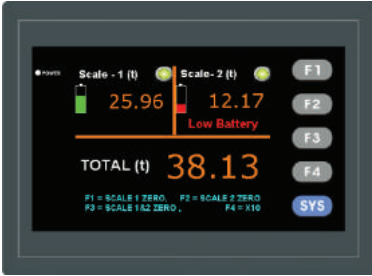 POWER
Scale - 1 (t)
Scale- 2 (t)
25.96
12.17
Low Battery
TOTAL (t) 38.13
F1 = SCALE 1 ZERO, F2 = SCALE 2 ZERO
F3 = SCALE 1&2 ZERO , F4 = X10
F1
F2
F3
F4
SYS